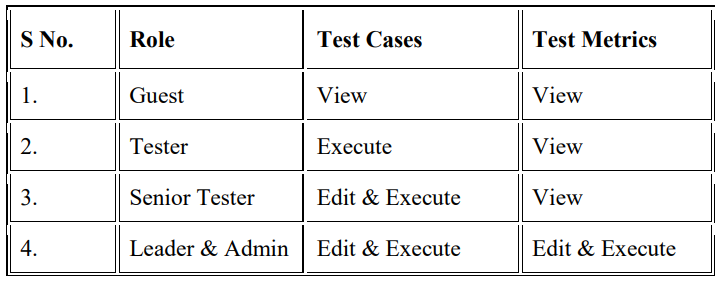 S No. Role Test Cases Test Metrics
1. Guest View View
2. Tester Execute View
3. Senior Tester Edit & Execute View
4. Leader & Admin Edit & Execute Edit & Execute